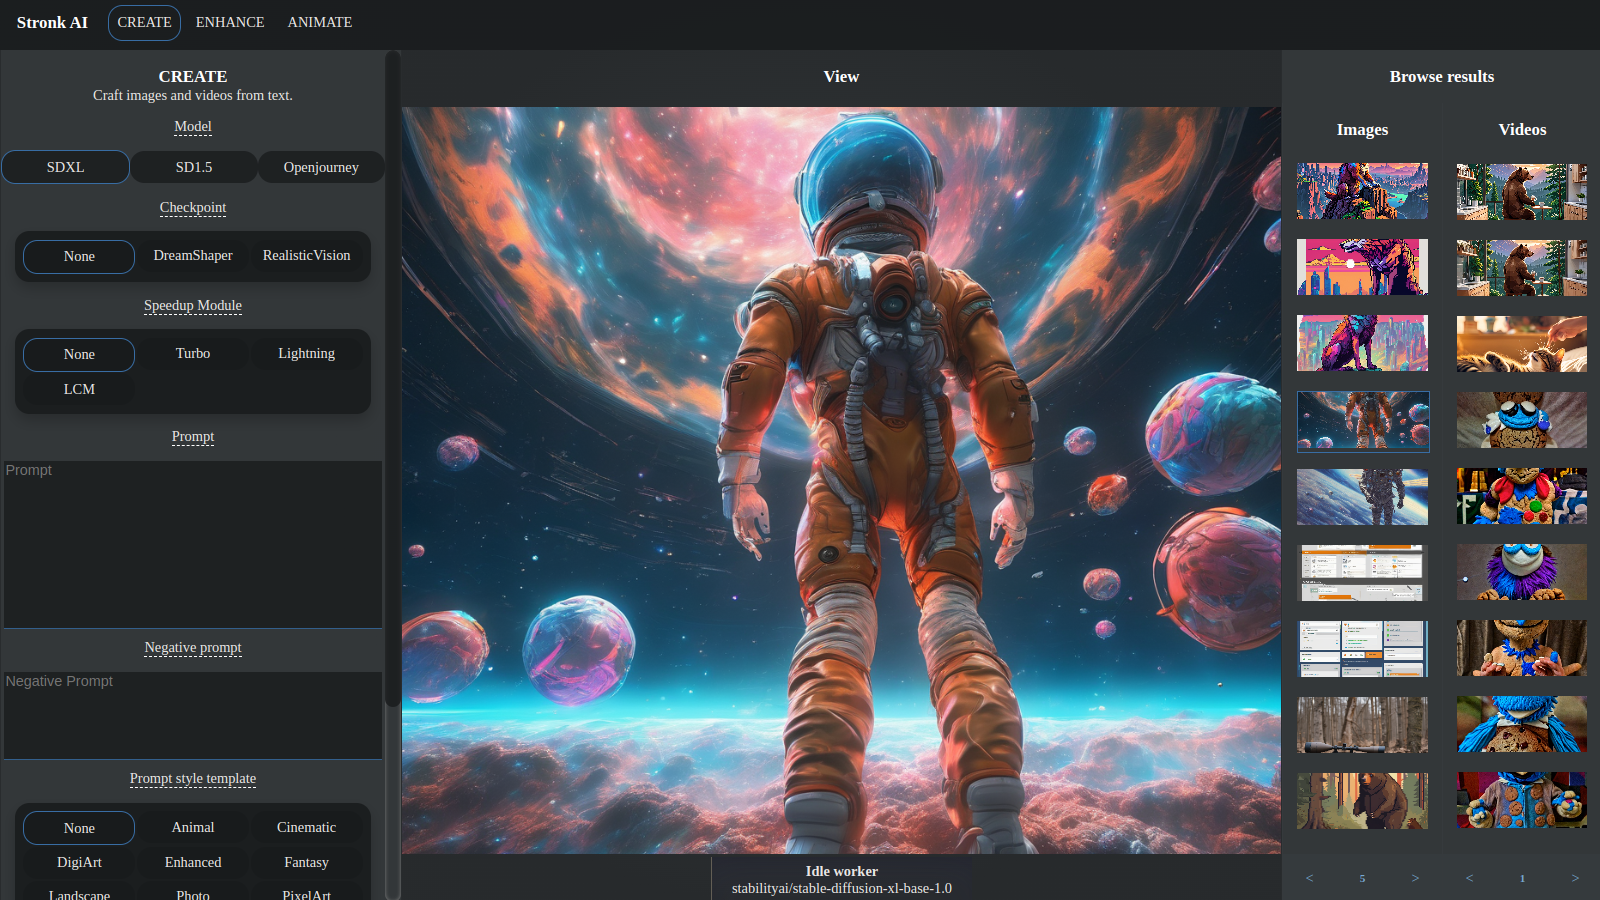 Stronk AI
CREATE
ENHANCE
ANIMATE
CREATE
Craft images and videos from text.
Model
SDXL
SD1.5
Openjourney
Checkpoint
None
DreamShaper
RealisticVision
Speedup Module
None
Turbo
Lightning
LCM
Prompt
Prompt
Negative prompt
Negative Prompt
Prompt style template
None
Animal
Cinematic
DigiArt
Enhanced
Fantasy
Landscape
Photo
PixelArt
View
Idle worker
stabilityai/stable-diffusion-xl-base-1.0
Browse results
Images
Videos
< 5 >
< 1 >